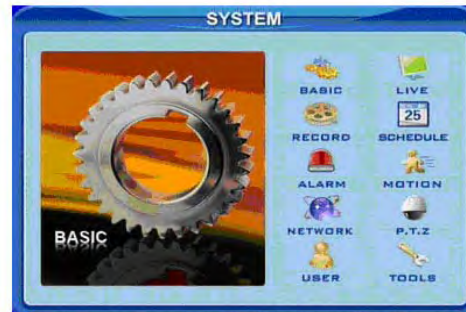 SYSTEM
BASIC
BASIC LIVE
RECORD 25 SCHEDULE
ALARM MOTION
NETWORK P.T.Z
USER TOOLS